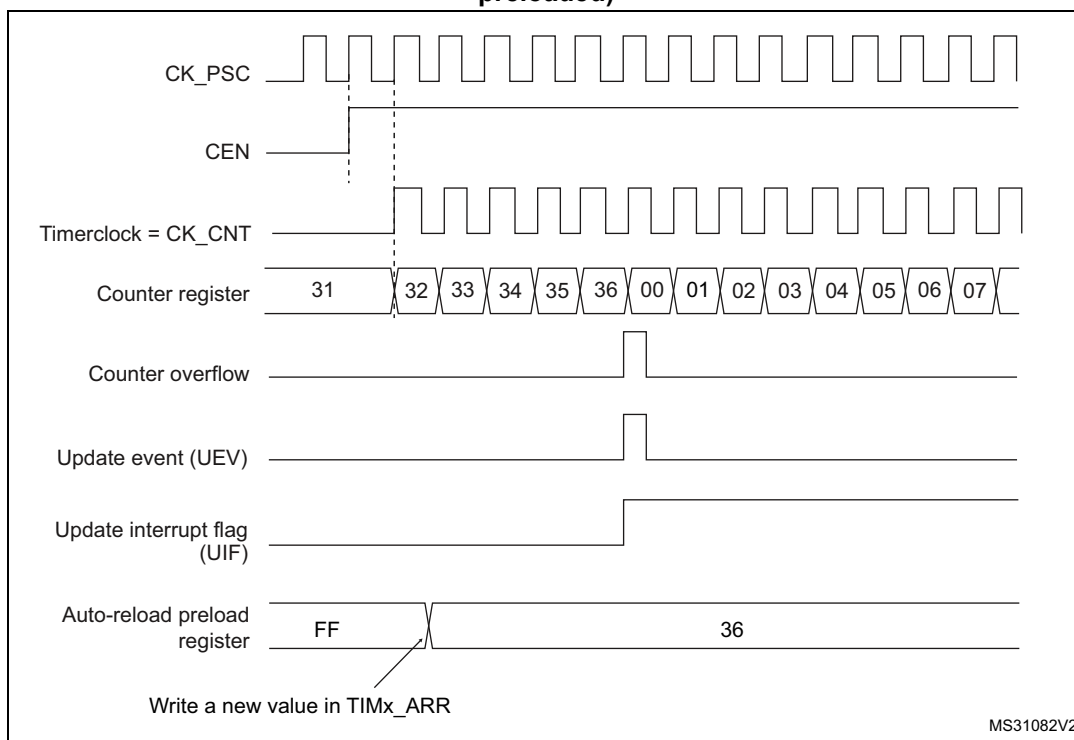 preloaded)
CK_PSC
CEN
Timerclock = CK_CNT
Counter register 31 32 33 34 35 36 00 01 02 03 04 05 06 07
Counter overflow
Update event (UEV)
Update interrupt flag
(UIF)
Auto-reload preload
register
FF 36
Write a new value in TIMx_ARR
MS31082V2